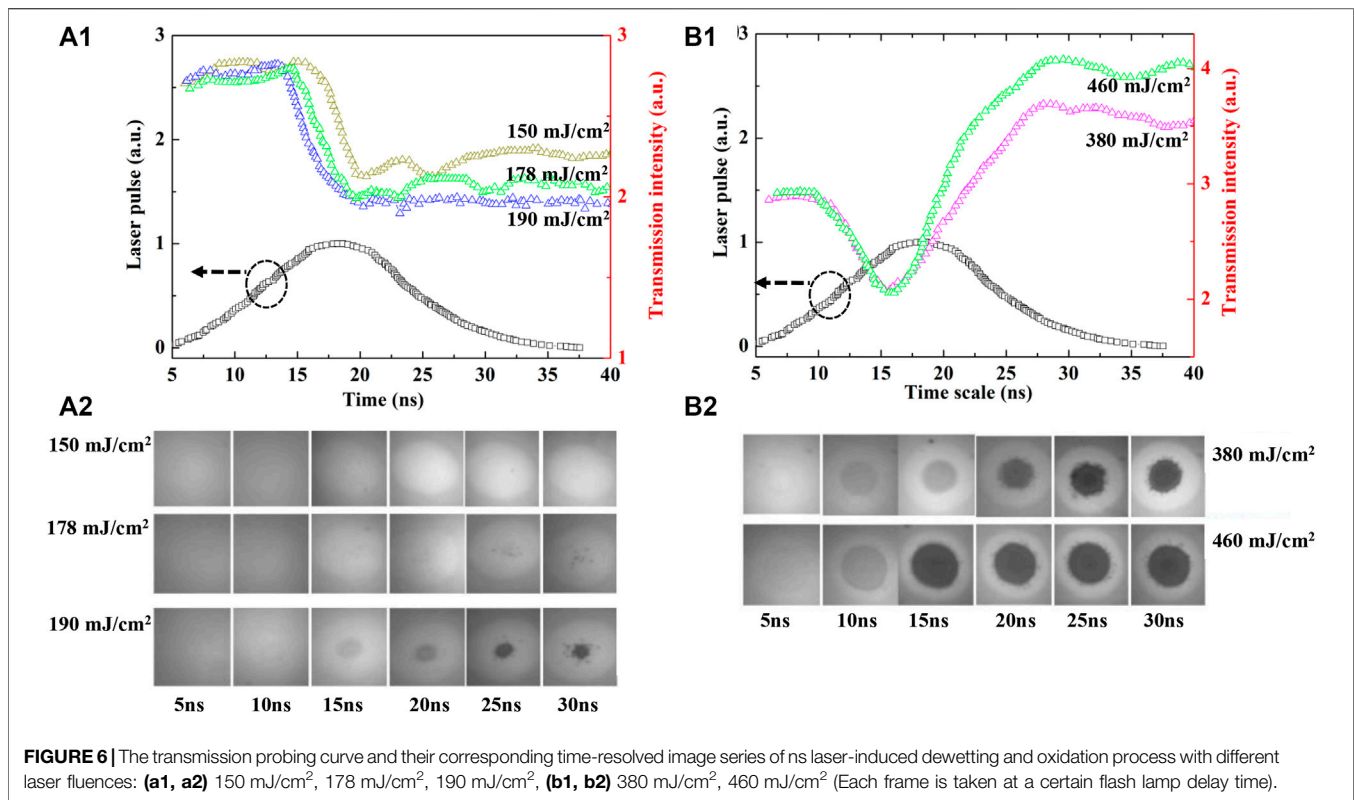 A1
3
2
1
0
Laser pulse (a.u.)
5 10 15 20 25 30 35 40
Time (ns)
3
2
1
Transmission intensity (a.u.)
150 mJ/cm²
178 mJ/cm²
190 mJ/cm²
B1
3
2
1
0
Laser pulse (a.u.)
5 10 15 20 25 30 35 40
Time scale (ns)
4
3
2
Transmission intensity (a.u.)
460 mJ/cm²
380 mJ/cm²
A2
150 mJ/cm²
178 mJ/cm²
190 mJ/cm²
5ns 10ns 15ns 20ns 25ns 30ns
B2
380 mJ/cm²
460 mJ/cm²
5ns 10ns 15ns 20ns 25ns 30ns
FIGURE 6 | The transmission probing curve and their corresponding time-resolved image series of ns laser-induced dewetting and oxidation process with different
laser fluences: (a1, a2) 150 mJ/cm², 178 mJ/cm², 190 mJ/cm², (b1, b2) 380 mJ/cm², 460 mJ/cm² (Each frame is taken at a certain flash lamp delay time).